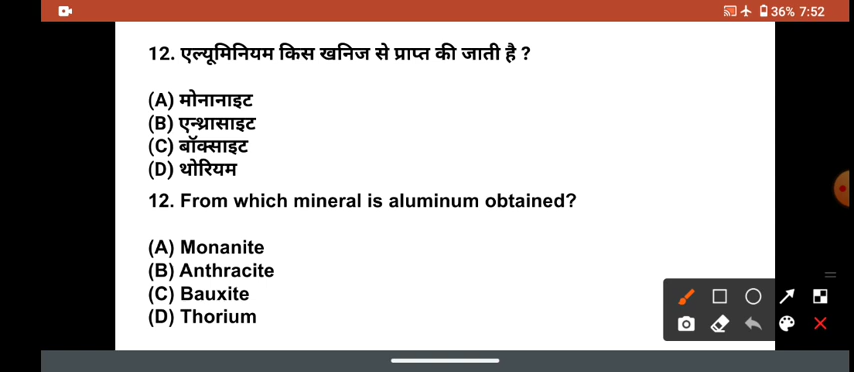 36% 7:52
12. एल्यूमिनियम किस खनिज से प्राप्त की जाती है ?
(A) मोनानाइट
(B) एन्थ्रासाइट
(C) बॉक्साइट
(D) थोरियम
12. From which mineral is aluminum obtained?
(A) Monanite
(B) Anthracite
(C) Bauxite
(D) Thorium